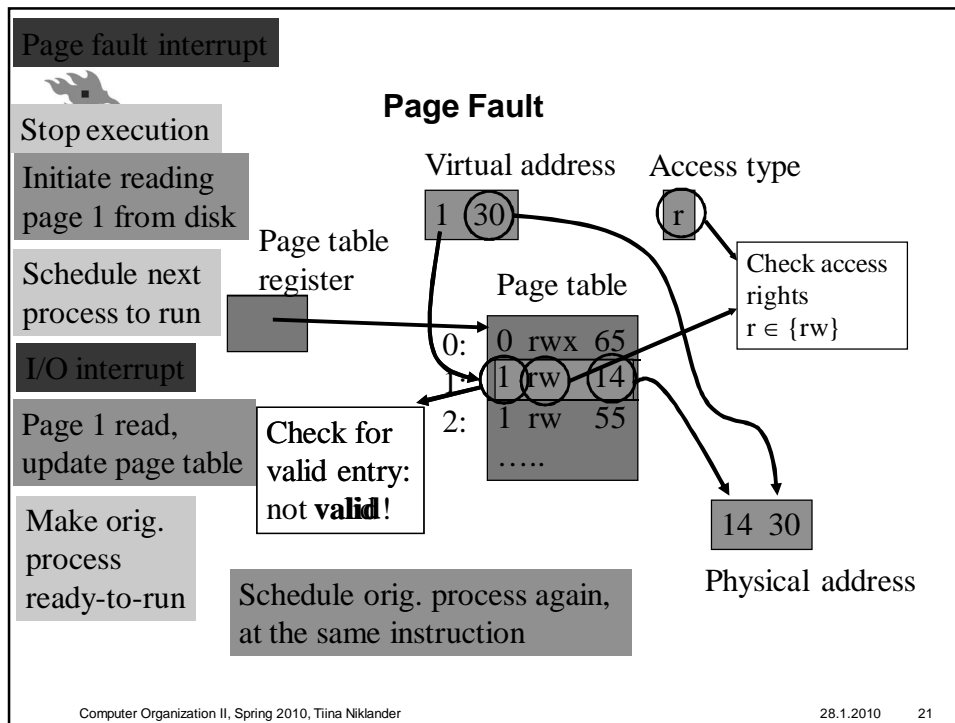 Page fault interrupt
Page Fault
Stop execution
Initiate reading
page 1 from disk
Schedule next
process to run
I/O interrupt
Page 1 read,
update page table
Make orig.
process
ready-to-run
Virtual address
1 30
Access type
r
Page table
register
Page table
0: 0 rwx 65
1: 1 rw 14
2: 1 rw 55
…..
Check access
rights
r ∈ {rw}
Check for
valid entry:
not valid!
14 30
Physical address
Schedule orig. process again,
at the same instruction
Computer Organization II, Spring 2010, Tiina Niklander
28.1.2010 21